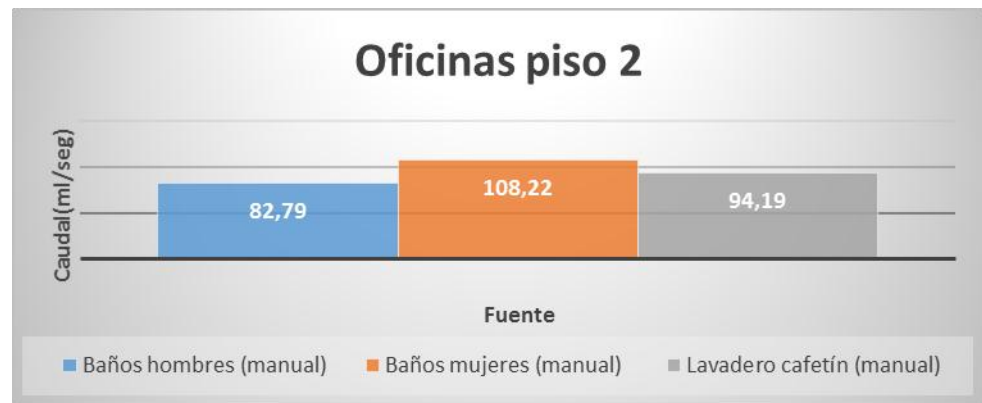 Oficinas piso 2
Caudal(ml/seg)
82,79
108,22
94,19
Fuente
Baños hombres (manual)
Baños mujeres (manual)
Lavadero cafetín (manual)